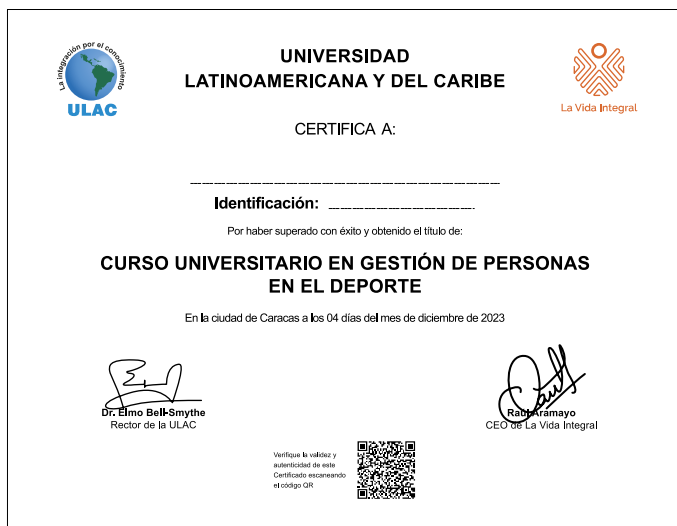 La integración por el conocimiento
ULAC
UNIVERSIDAD
LATINOAMERICANA Y DEL CARIBE
La Vida Integral
CERTIFICA A:
Identificación:
Por haber superado con éxito y obtenido el título de:
CURSO UNIVERSITARIO EN GESTIÓN DE PERSONAS
EN EL DEPORTE
En la ciudad de Caracas a los 04 días del mes de diciembre de 2023
Dr. Elmo Bell-Smythe
Rector de la ULAC
Raúl Aramayo
CEO de La Vida Integral
Verifique la validez y
autenticidad de este
Certificado escaneando
el código QR